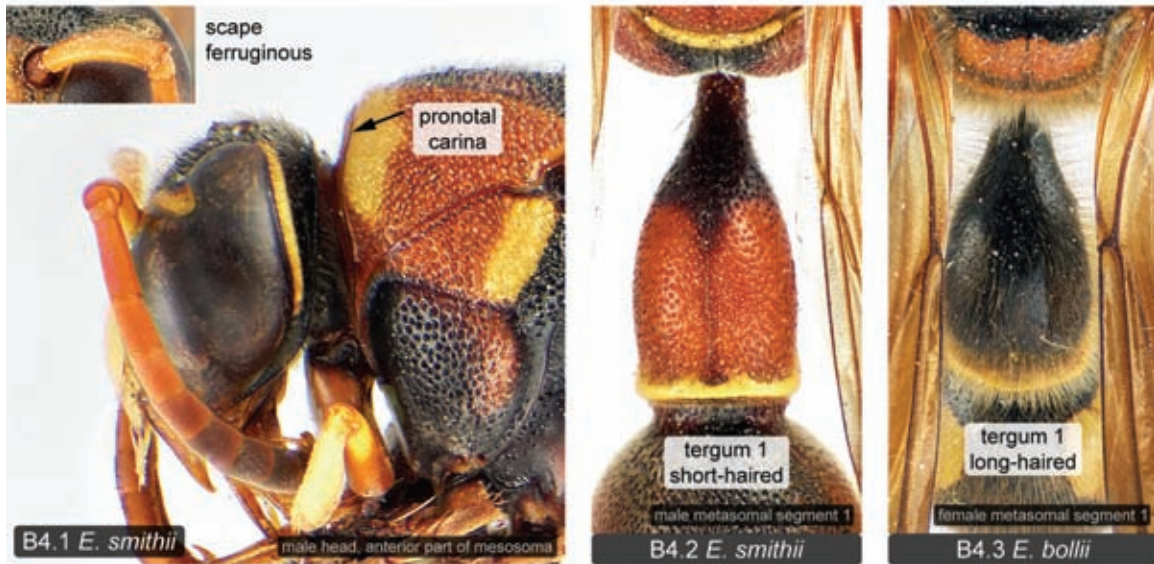 scape
ferruginous
pronotal
carina
B4.1 E. smithii
male head, anterior part of mesosoma
tergum 1
short-haired
male metasomal segment 1
B4.2 E. smithii
tergum 1
long-haired
female metasomal segment 1
B4.3 E. bollii